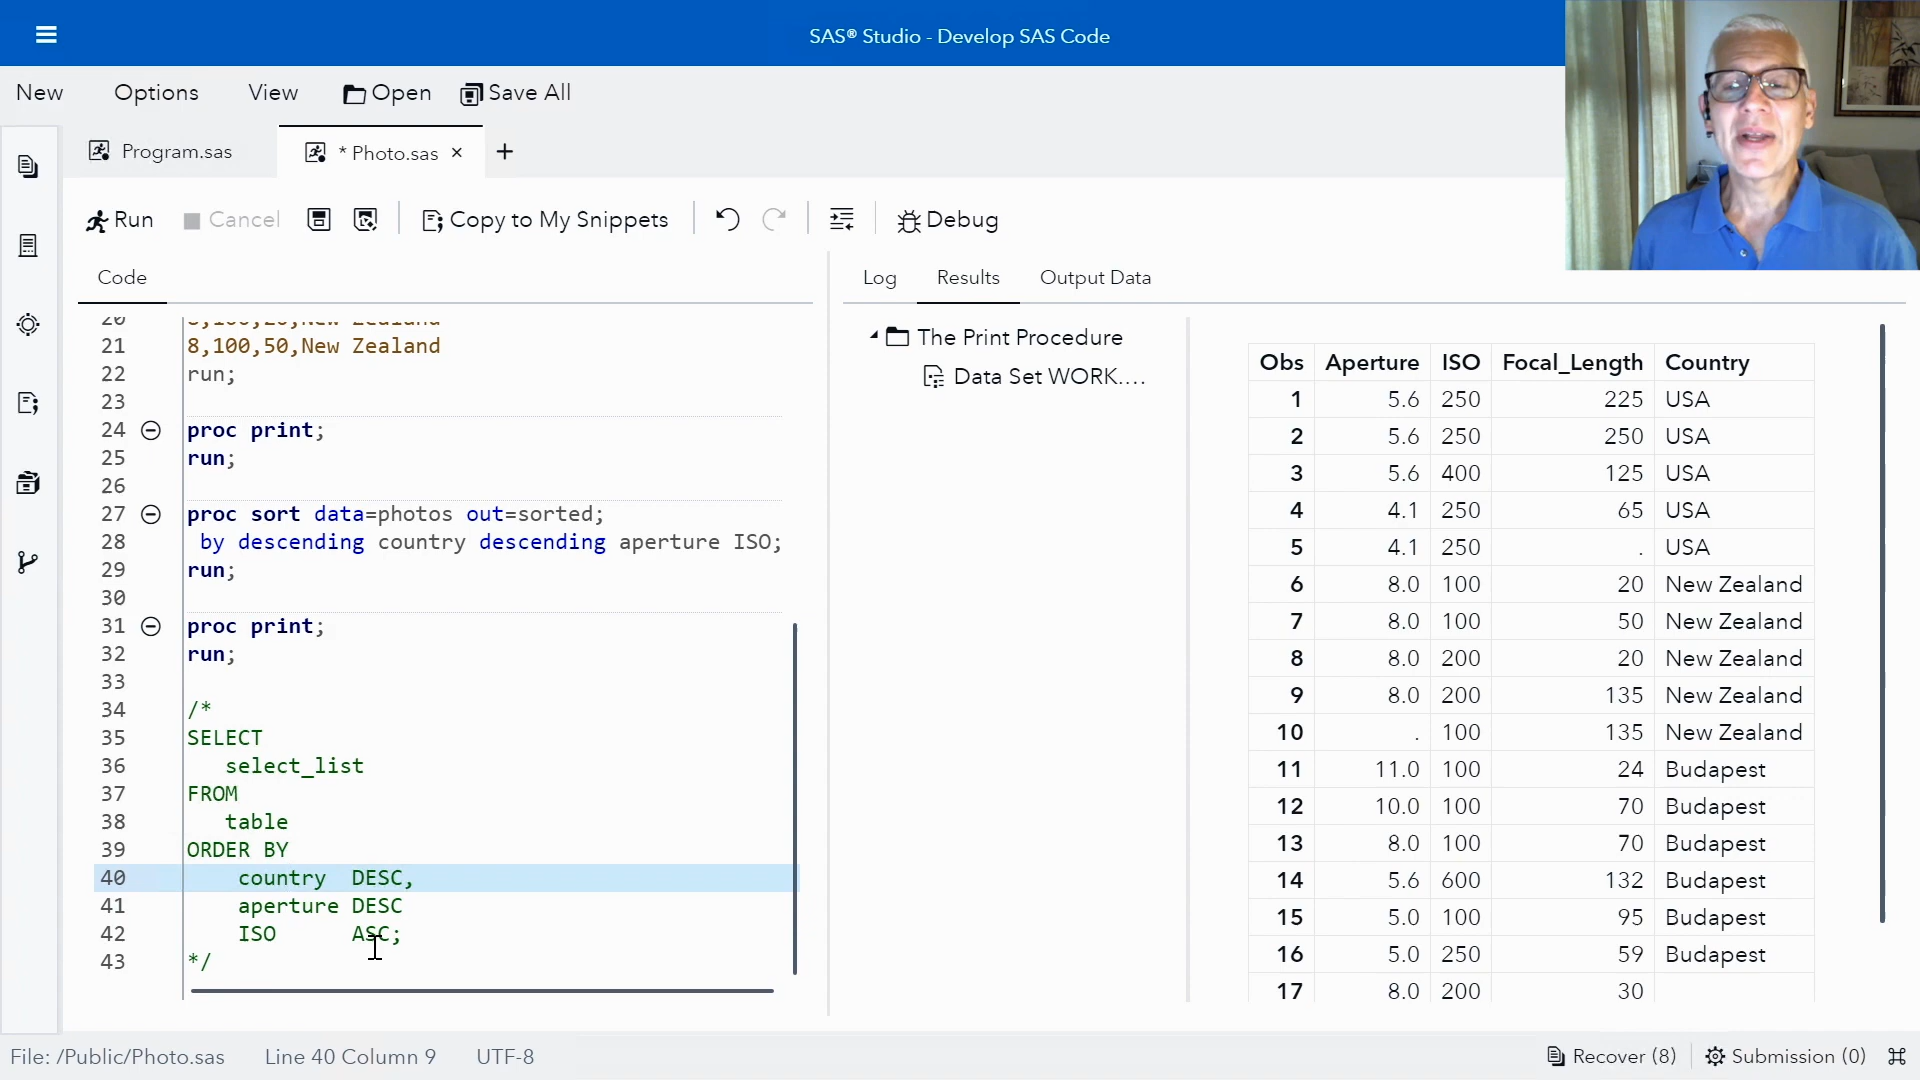 SAS® Studio - Develop SAS Code
New Options View Open Save All
Program.sas * Photo.sas × +
Run Cancel Copy to My Snippets Debug
Code
Log Results Output Data
20 8,100,20,New Zealand
21 8,100,50,New Zealand
22 run;
23
24 proc print;
25 run;
26
27 proc sort data=photos out=sorted;
28 by descending country descending aperture ISO;
29 run;
30
31 proc print;
32 run;
33
34 /*
35 SELECT
36 select_list
37 FROM
38 table
39 ORDER BY
40 country DESC,
41 aperture DESC
42 ISO ASC;
43 */
The Print Procedure
Data Set WORK....
Obs Aperture ISO Focal_Length Country
1 5.6 250 225 USA
2 5.6 250 250 USA
3 5.6 400 125 USA
4 4.1 250 65 USA
5 4.1 250 . USA
6 8.0 100 20 New Zealand
7 8.0 100 50 New Zealand
8 8.0 200 20 New Zealand
9 8.0 200 135 New Zealand
10 . 100 135 New Zealand
11 11.0 100 24 Budapest
12 10.0 100 70 Budapest
13 8.0 100 70 Budapest
14 5.6 600 132 Budapest
15 5.0 100 95 Budapest
16 5.0 250 59 Budapest
17 8.0 200 30
File: /Public/Photo.sas Line 40 Column 9 UTF-8
Recover (8) Submission (0)